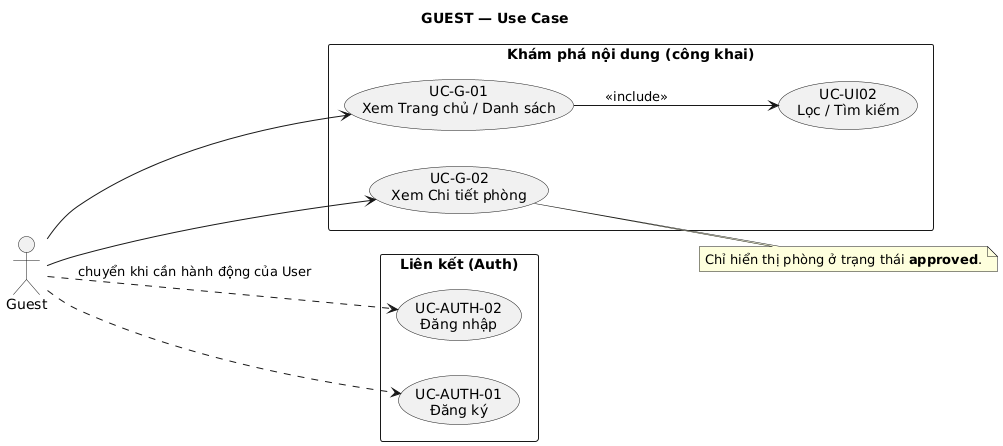 GUEST — Use Case
Khám phá nội dung (công khai)
UC-G-01
Xem Trang chủ / Danh sách
«include»
UC-UI02
Lọc / Tìm kiếm
UC-G-02
Xem Chi tiết phòng
Chỉ hiển thị phòng ở trạng thái approved.
Guest
chuyển khi cần hành động của User
Liên kết (Auth)
UC-AUTH-02
Đăng nhập
UC-AUTH-01
Đăng ký